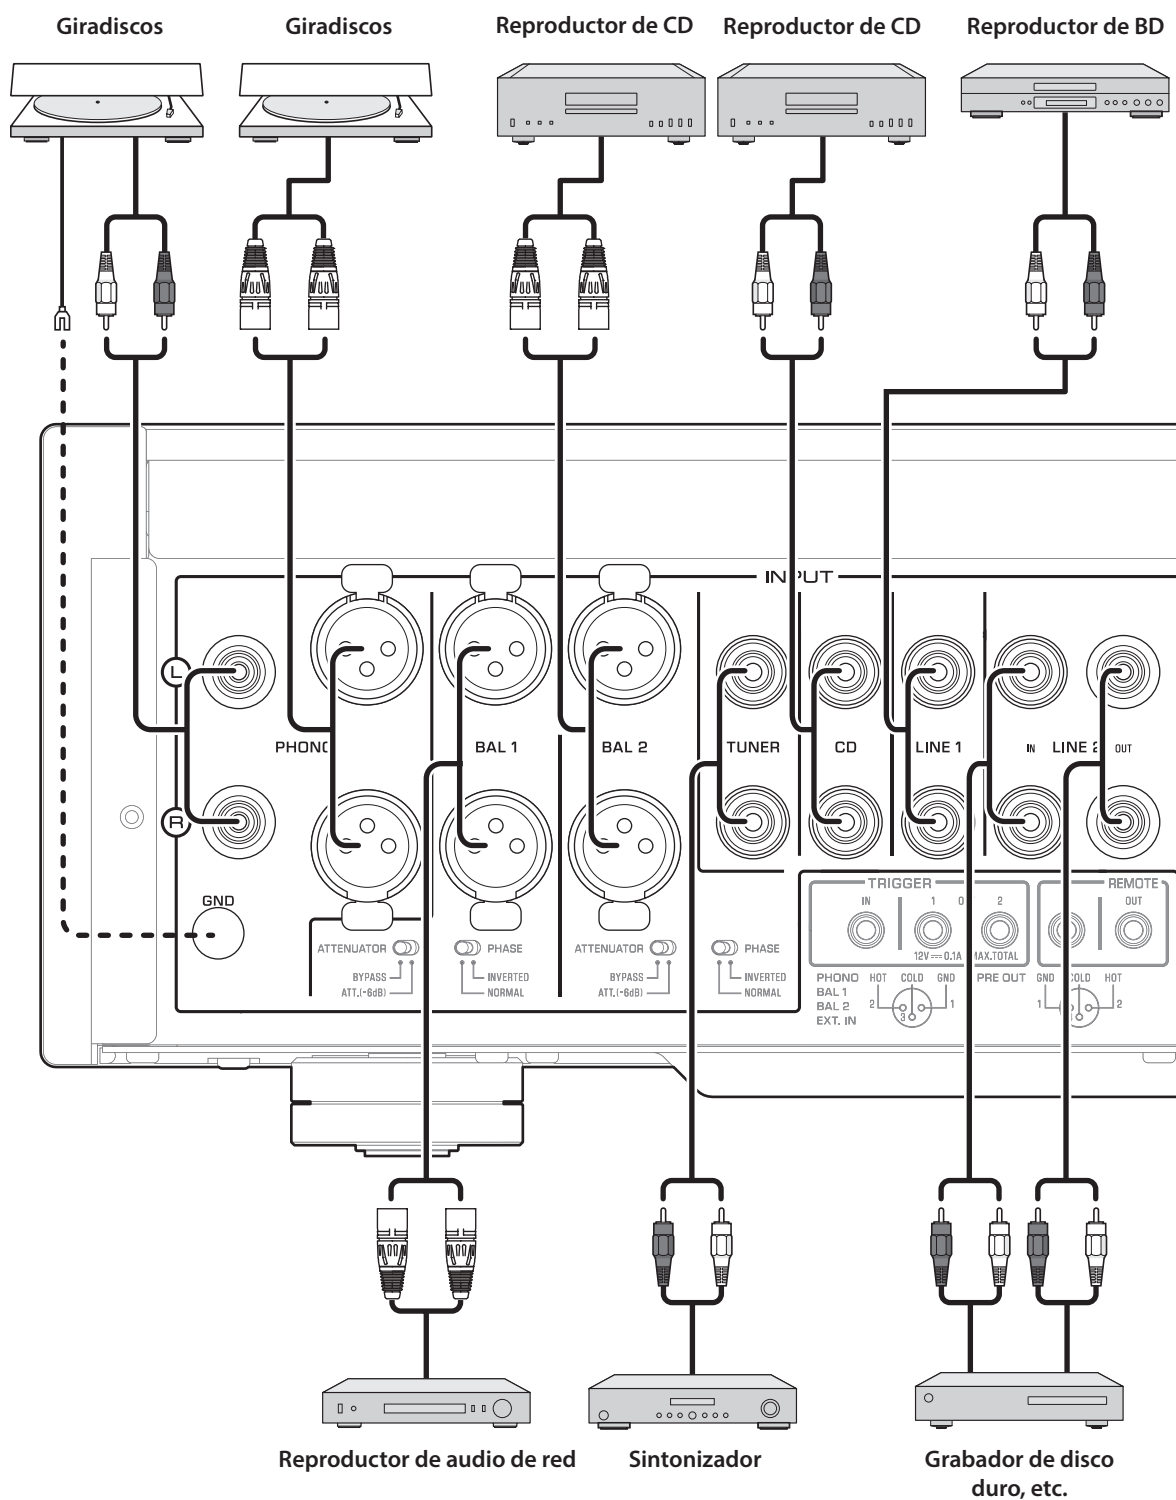 Giradiscos
Giradiscos
Reproductor de CD
Reproductor de CD
Reproductor de BD
INPUT
L
PHONO
BAL 1
BAL 2
TUNER
CD
LINE 1
IN
LINE 2
OUT
R
GND
ATTENUATOR
BYPASS
ATT.(-6dB)
PHASE
INVERTED
NORMAL
ATTENUATOR
BYPASS
ATT.(-6dB)
PHASE
INVERTED
NORMAL
TRIGGER
IN
1
2
12V 0.1A MAX.TOTAL
REMOTE
OUT
PHONO
BAL 1
BAL 2
EXT. IN
HOT
COLD
GND
2
3
1
PRE OUT
GND
COLD
HOT
1
2
Reproductor de audio de red
Sintonizador
Grabador de disco
duro, etc.